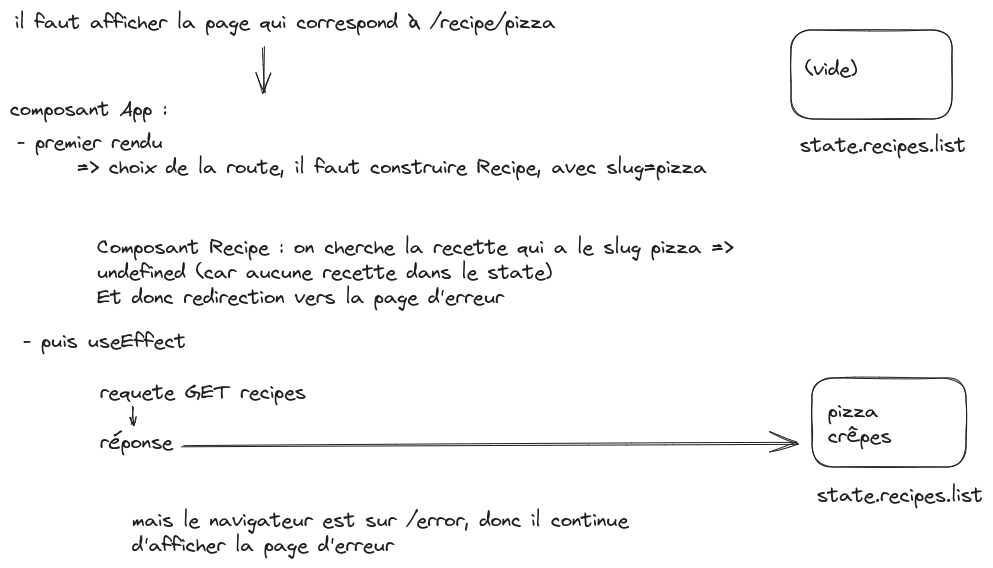 il faut afficher la page qui correspond à /recipe/pizza
(vide)
state.recipes.list
composant App :
- premier rendu
=> choix de la route, il faut construire Recipe, avec slug=pizza
Composant Recipe : on cherche la recette qui a le slug pizza =>
undefined (car aucune recette dans le state)
Et donc redirection vers la page d'erreur
- puis useEffect
requete GET recipes
réponse
pizza
crêpes
state.recipes.list
mais le navigateur est sur /error, donc il continue
d'afficher la page d'erreur